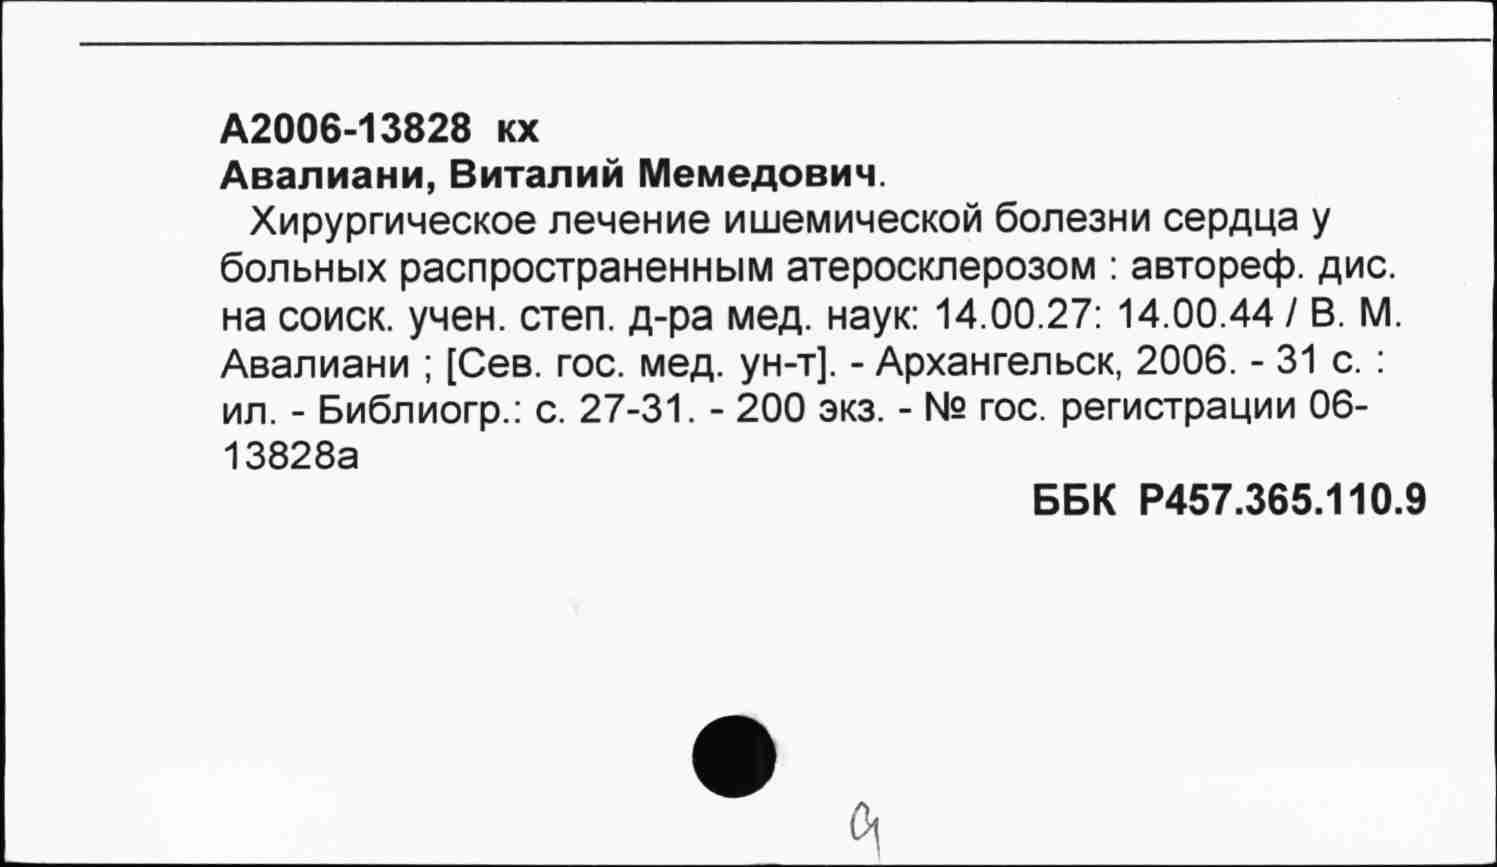 А2006-13828 кх
Авалиани, Виталий Мемедович.
Хирургическое лечение ишемической болезни сердца у
больных распространенным атеросклерозом : автореф. дис.
на соиск. учен. степ. д-ра мед. наук: 14.00.27: 14.00.44 / В. М.
Авалиани ; [Сев. гос. мед. ун-т]. - Архангельск, 2006. - 31 с. :
ил. - Библиогр.: с. 27-31. - 200 экз. - № гос. регистрации 06-
13828а
ББК Р457.365.110.9